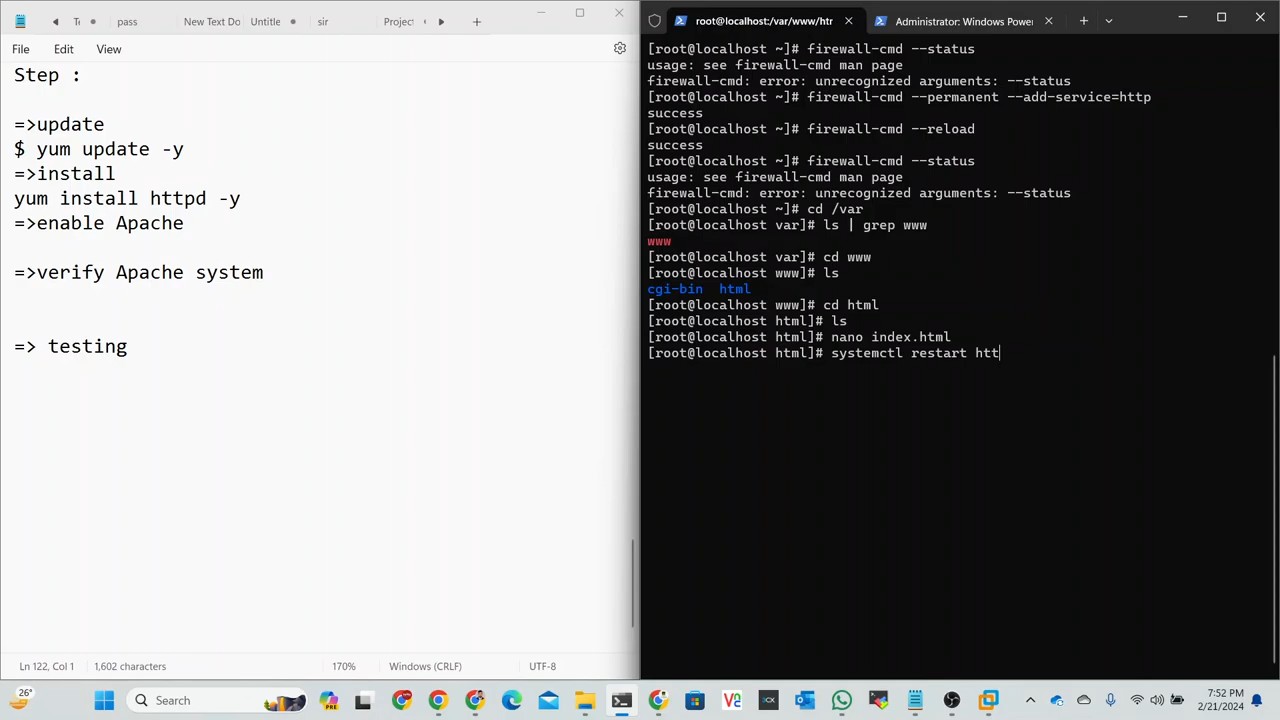 pass
New Text Do
Untitle
sir
Project
File
Edit
View
Step :
=>update
$ yum update -y
=>install
yum install httpd -y
=>enable Apache
=>verify Apache system
=> testing
Ln 122, Col 1
1,602 characters
170%
Windows (CRLF)
UTF-8
root@localhost:/var/www/htr
Administrator: Windows Powe
[root@localhost ~]# firewall-cmd --status
usage: see firewall-cmd man page
firewall-cmd: error: unrecognized arguments: --status
[root@localhost ~]# firewall-cmd --permanent --add-service=http
success
[root@localhost ~]# firewall-cmd --reload
success
[root@localhost ~]# firewall-cmd --status
usage: see firewall-cmd man page
firewall-cmd: error: unrecognized arguments: --status
[root@localhost ~]# cd /var
[root@localhost var]# ls | grep www
www
[root@localhost var]# cd www
[root@localhost www]# ls
cgi-bin  html
[root@localhost www]# cd html
[root@localhost html]# ls
[root@localhost html]# nano index.html
[root@localhost html]# systemctl restart htt
26°
Search
7:52 PM
2/21/2024